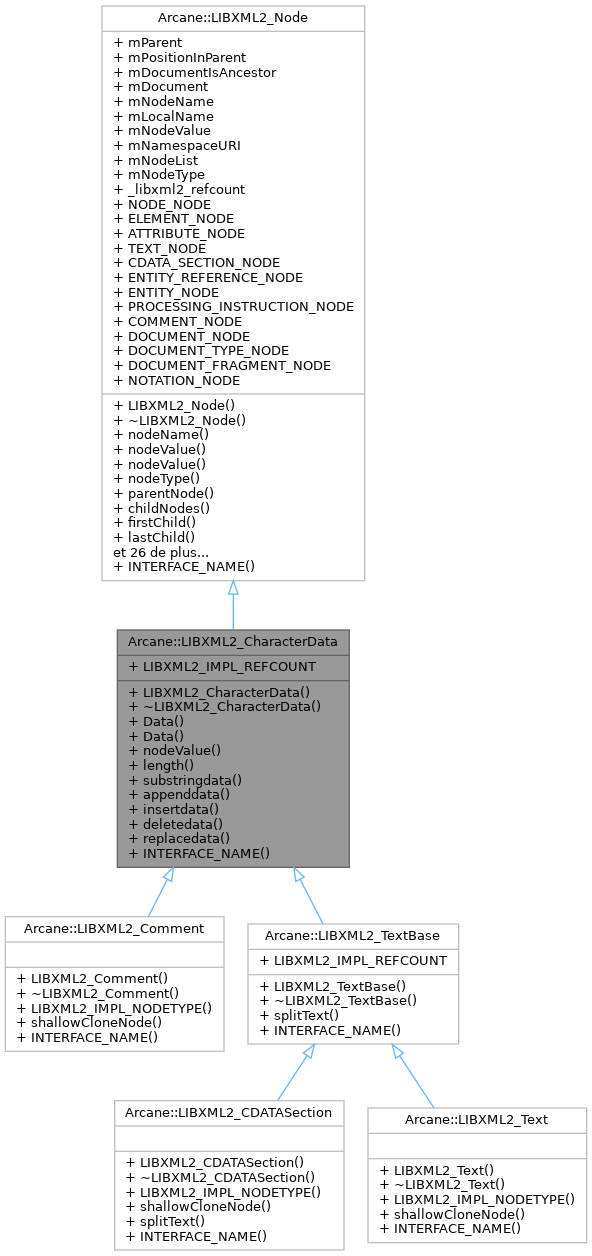 Arcane::LIBXML2_Node
+ mParent
+ mPositionInParent
+ mDocumentIsAncestor
+ mDocument
+ mNodeName
+ mLocalName
+ mNodeValue
+ mNamespaceURI
+ mNodeList
+ mNodeType
+ _libxml2_refcount
+ NODE_NODE
+ ELEMENT_NODE
+ ATTRIBUTE_NODE
+ TEXT_NODE
+ CDATA_SECTION_NODE
+ ENTITY_REFERENCE_NODE
+ ENTITY_NODE
+ PROCESSING_INSTRUCTION_NODE
+ COMMENT_NODE
+ DOCUMENT_NODE
+ DOCUMENT_TYPE_NODE
+ DOCUMENT_FRAGMENT_NODE
+ NOTATION_NODE
+ LIBXML2_Node()
+ ~LIBXML2_Node()
+ nodeName()
+ nodeValue()
+ nodeValue()
+ nodeType()
+ parentNode()
+ childNodes()
+ firstChild()
+ lastChild()
et 26 de plus...
+ INTERFACE_NAME()
Arcane::LIBXML2_CharacterData
+ LIBXML2_IMPL_REFCOUNT
+ LIBXML2_CharacterData()
+ ~LIBXML2_CharacterData()
+ Data()
+ Data()
+ nodeValue()
+ length()
+ substringdata()
+ appenddata()
+ insertdata()
+ deletedata()
+ replacedata()
+ INTERFACE_NAME()
Arcane::LIBXML2_Comment
+ LIBXML2_Comment()
+ ~LIBXML2_Comment()
+ LIBXML2_IMPL_NODETYPE()
+ shallowCloneNode()
+ INTERFACE_NAME()
Arcane::LIBXML2_TextBase
+ LIBXML2_IMPL_REFCOUNT
+ LIBXML2_TextBase()
+ ~LIBXML2_TextBase()
+ splitText()
+ INTERFACE_NAME()
Arcane::LIBXML2_CDATASection
+ LIBXML2_CDATASection()
+ ~LIBXML2_CDATASection()
+ LIBXML2_IMPL_NODETYPE()
+ shallowCloneNode()
+ splitText()
+ INTERFACE_NAME()
Arcane::LIBXML2_Text
+ LIBXML2_Text()
+ ~LIBXML2_Text()
+ LIBXML2_IMPL_NODETYPE()
+ shallowCloneNode()
+ INTERFACE_NAME()